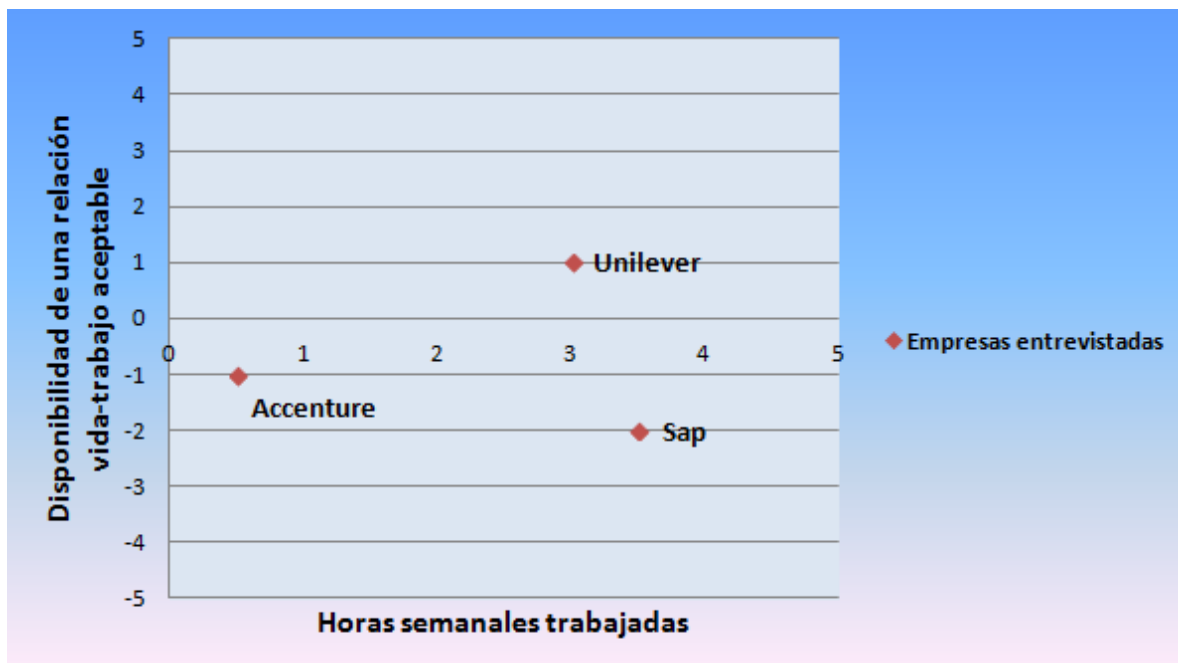 Disponibilidad de una relación
vida-trabajo aceptable
5
4
3
2
1
0
-1
-2
-3
-4
-5
0 1 2 3 4 5
Unilever
Accenture
Sap
Empresas entrevistadas
Horas semanales trabajadas